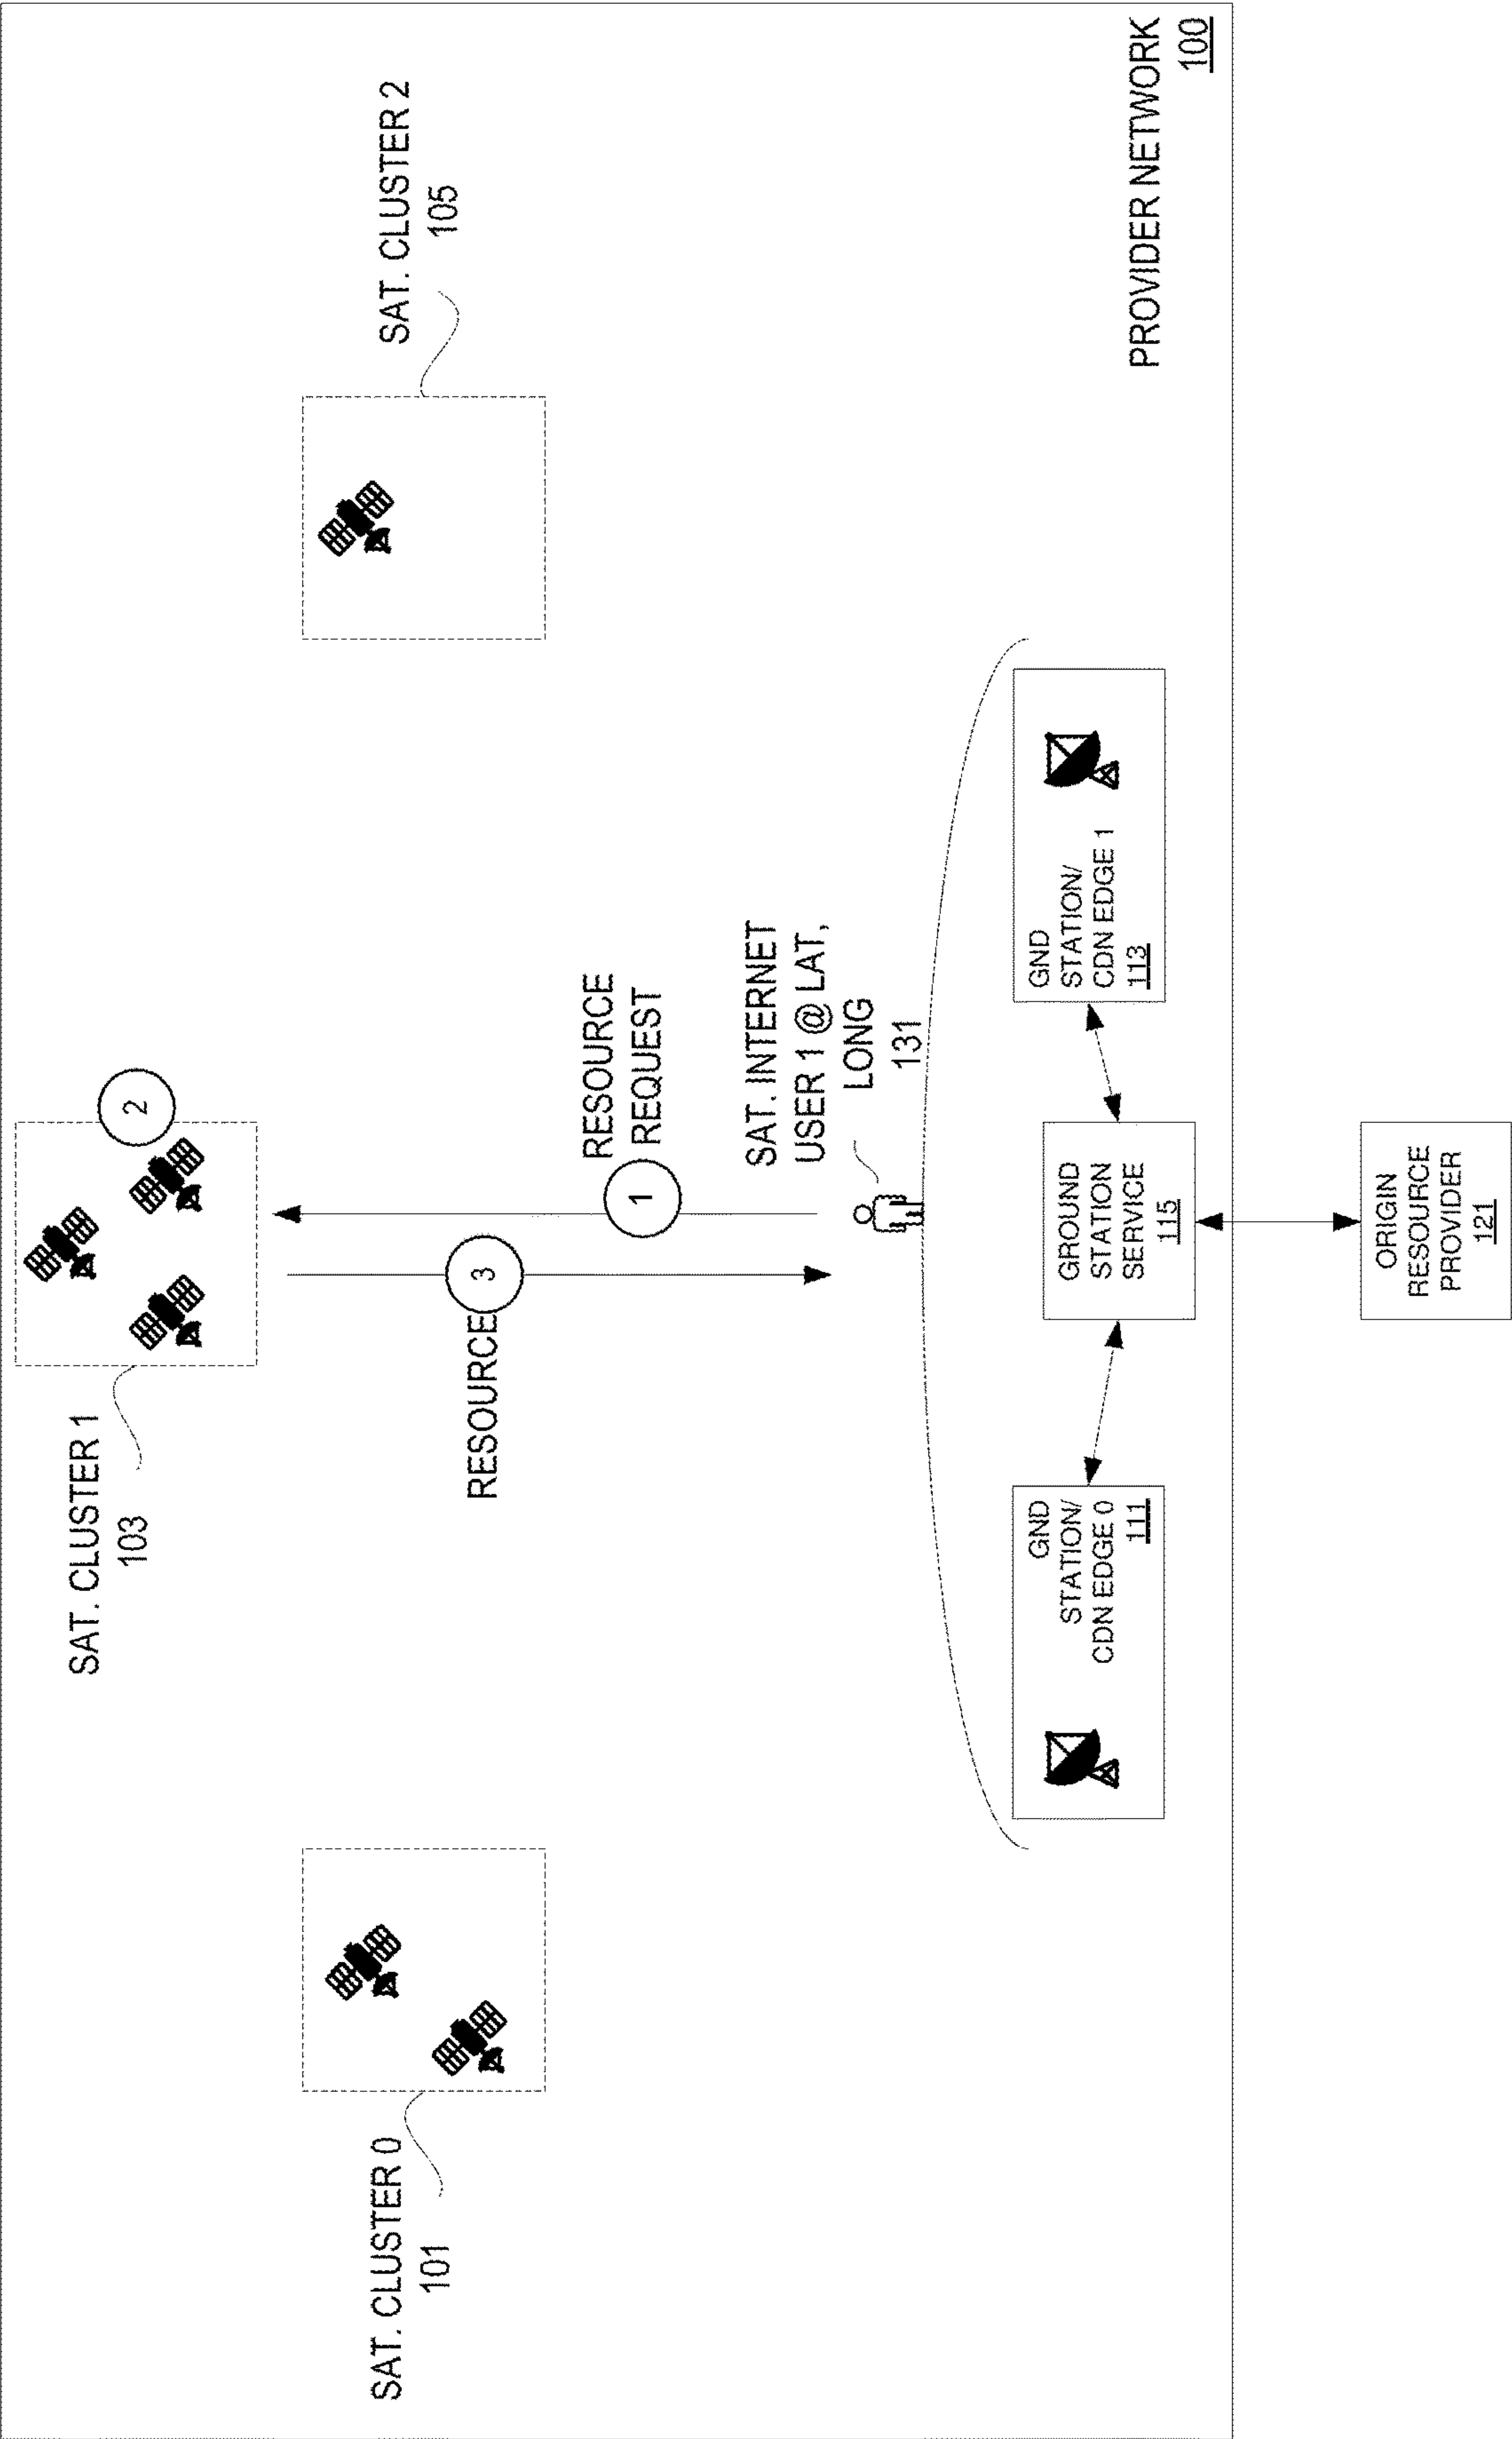 SAT. CLUSTER 1
103
2
SAT. CLUSTER 0
101
SAT. CLUSTER 2
105
RESOURCE
3
RESOURCE
REQUEST
1
SAT. INTERNET
USER 1 @ LAT,
LONG
131
GND
STATION/
CDN EDGE 0
111
GROUND
STATION
SERVICE
115
GND
STATION/
CDN EDGE 1
113
PROVIDER NETWORK
100
ORIGIN
RESOURCE
PROVIDER
121